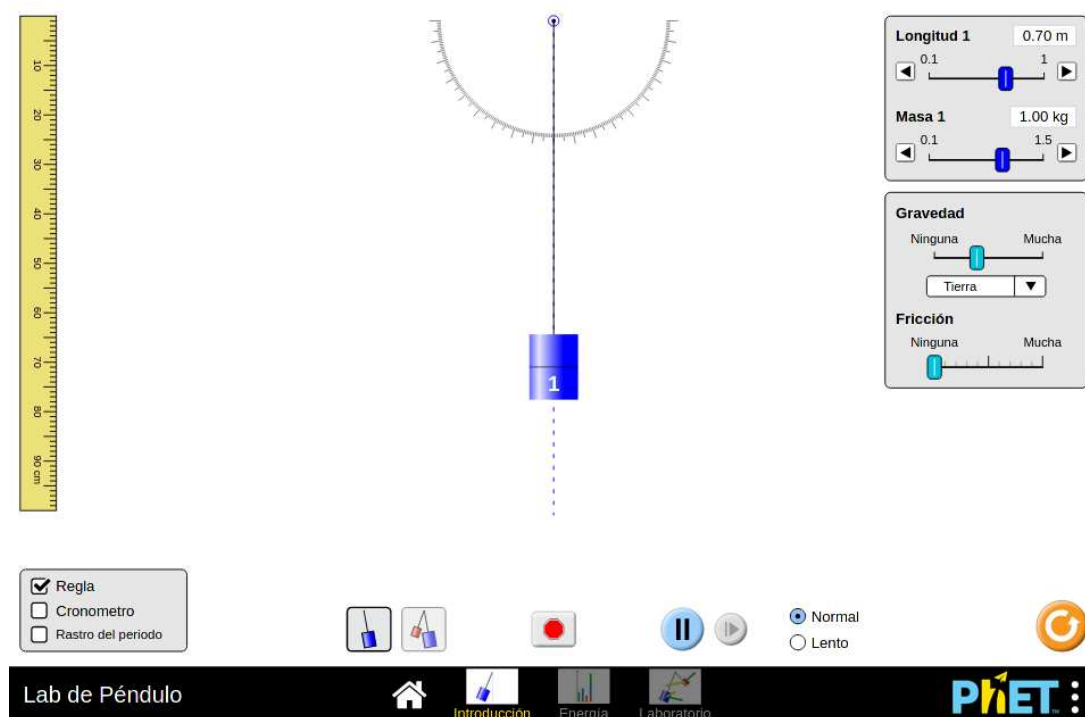 10
20
30
40
50
60
70
80
90 cm
1
Longitud 1 0.70 m
0.1 1
Masa 1 1.00 kg
0.1 1.5
Gravedad
Ninguna Mucha
Tierra
Fricción
Ninguna Mucha
Regla
Cronometro
Rastro del periodo
Normal
Lento
Lab de Péndulo
Introducción Energía Laboratorio
PhET